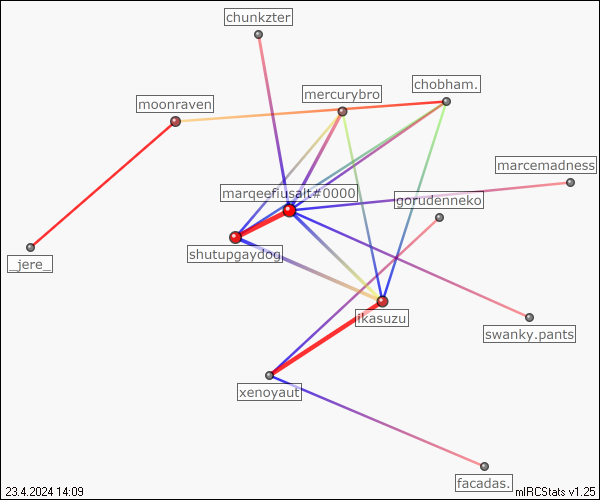 chunkzter
chobham.
mercurybro
moonraven
marcemadness
marqeefiusalt#0000
gorudenneko
shutupgaydog
_jere_
ikasuzu
swanky.pants
xenoyaut
facadas.
23.4.2024 14:09
mIRCStats v1.25